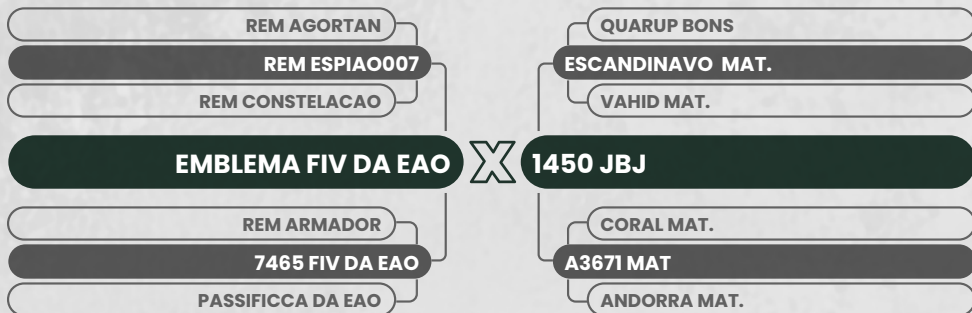 REM AGORTAN
REM ESPIAO007
REM CONSTELACAO
EMBLEMA FIV DA EAO
REM ARMADOR
7465 FIV DA EAO
PASSIFICCA DA EAO
X
QUARUP BONS
ESCANDINAVO MAT.
VAHID MAT.
1450 JBJ
CORAL MAT.
A3671 MAT
ANDORRA MAT.